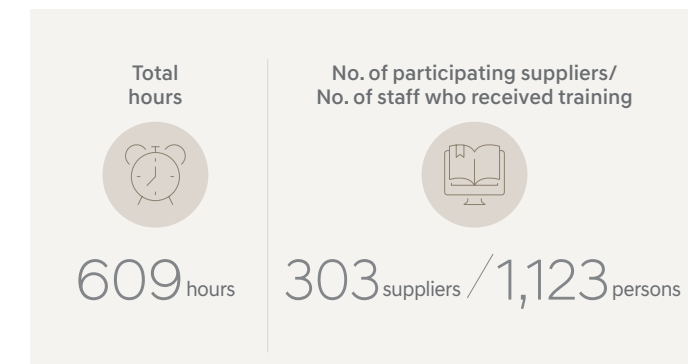 Total
hours
609 hours
No. of participating suppliers/
No. of staff who received training
303 suppliers / 1,123 persons